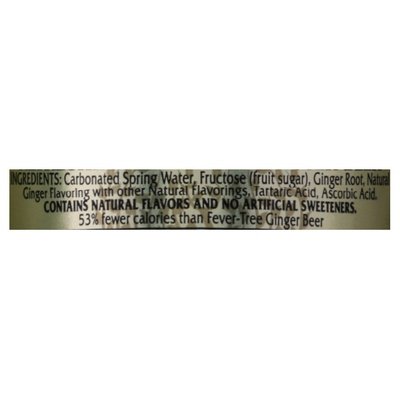 INGREDIENTS: Carbonated Spring Water, Fructose (fruit sugar), Ginger Root, Natural
Ginger Flavoring with other Natural Flavorings, Tartaric Acid, Ascorbic Acid.
CONTAINS NATURAL FLAVORS AND NO ARTIFICIAL SWEETENERS.
53% fewer calories than Fever-Tree Ginger Beer